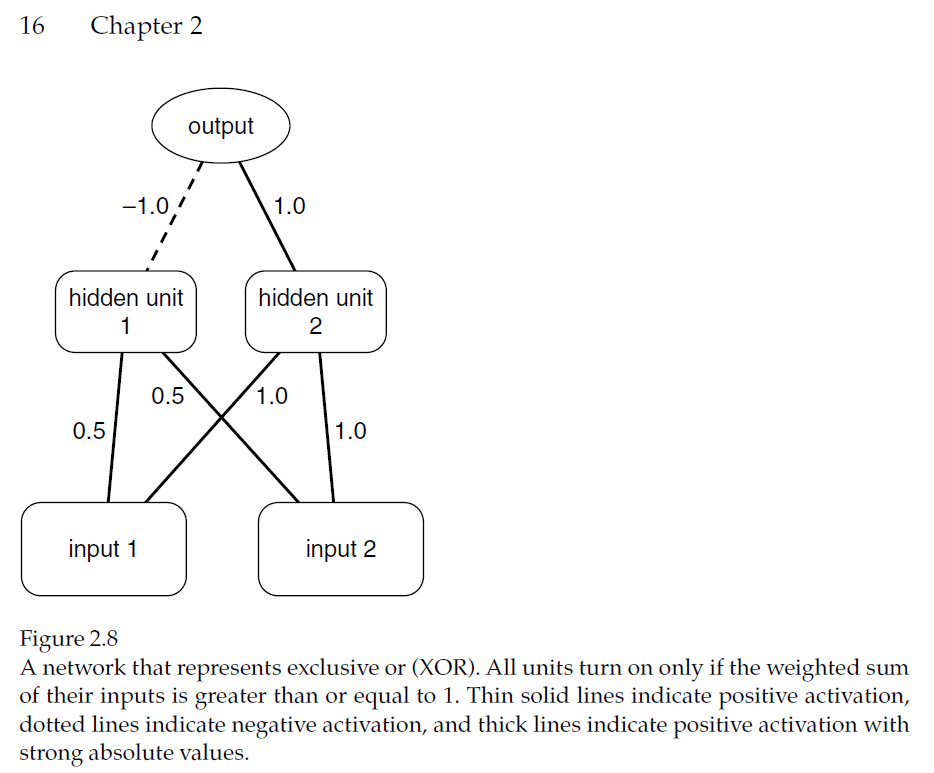 16 Chapter 2
output
−1.0 1.0
hidden unit
1
hidden unit
2
0.5 1.0
0.5 1.0
input 1 input 2
Figure 2.8
A network that represents exclusive or (XOR). All units turn on only if the weighted sum
of their inputs is greater than or equal to 1. Thin solid lines indicate positive activation,
dotted lines indicate negative activation, and thick lines indicate positive activation with
strong absolute values.